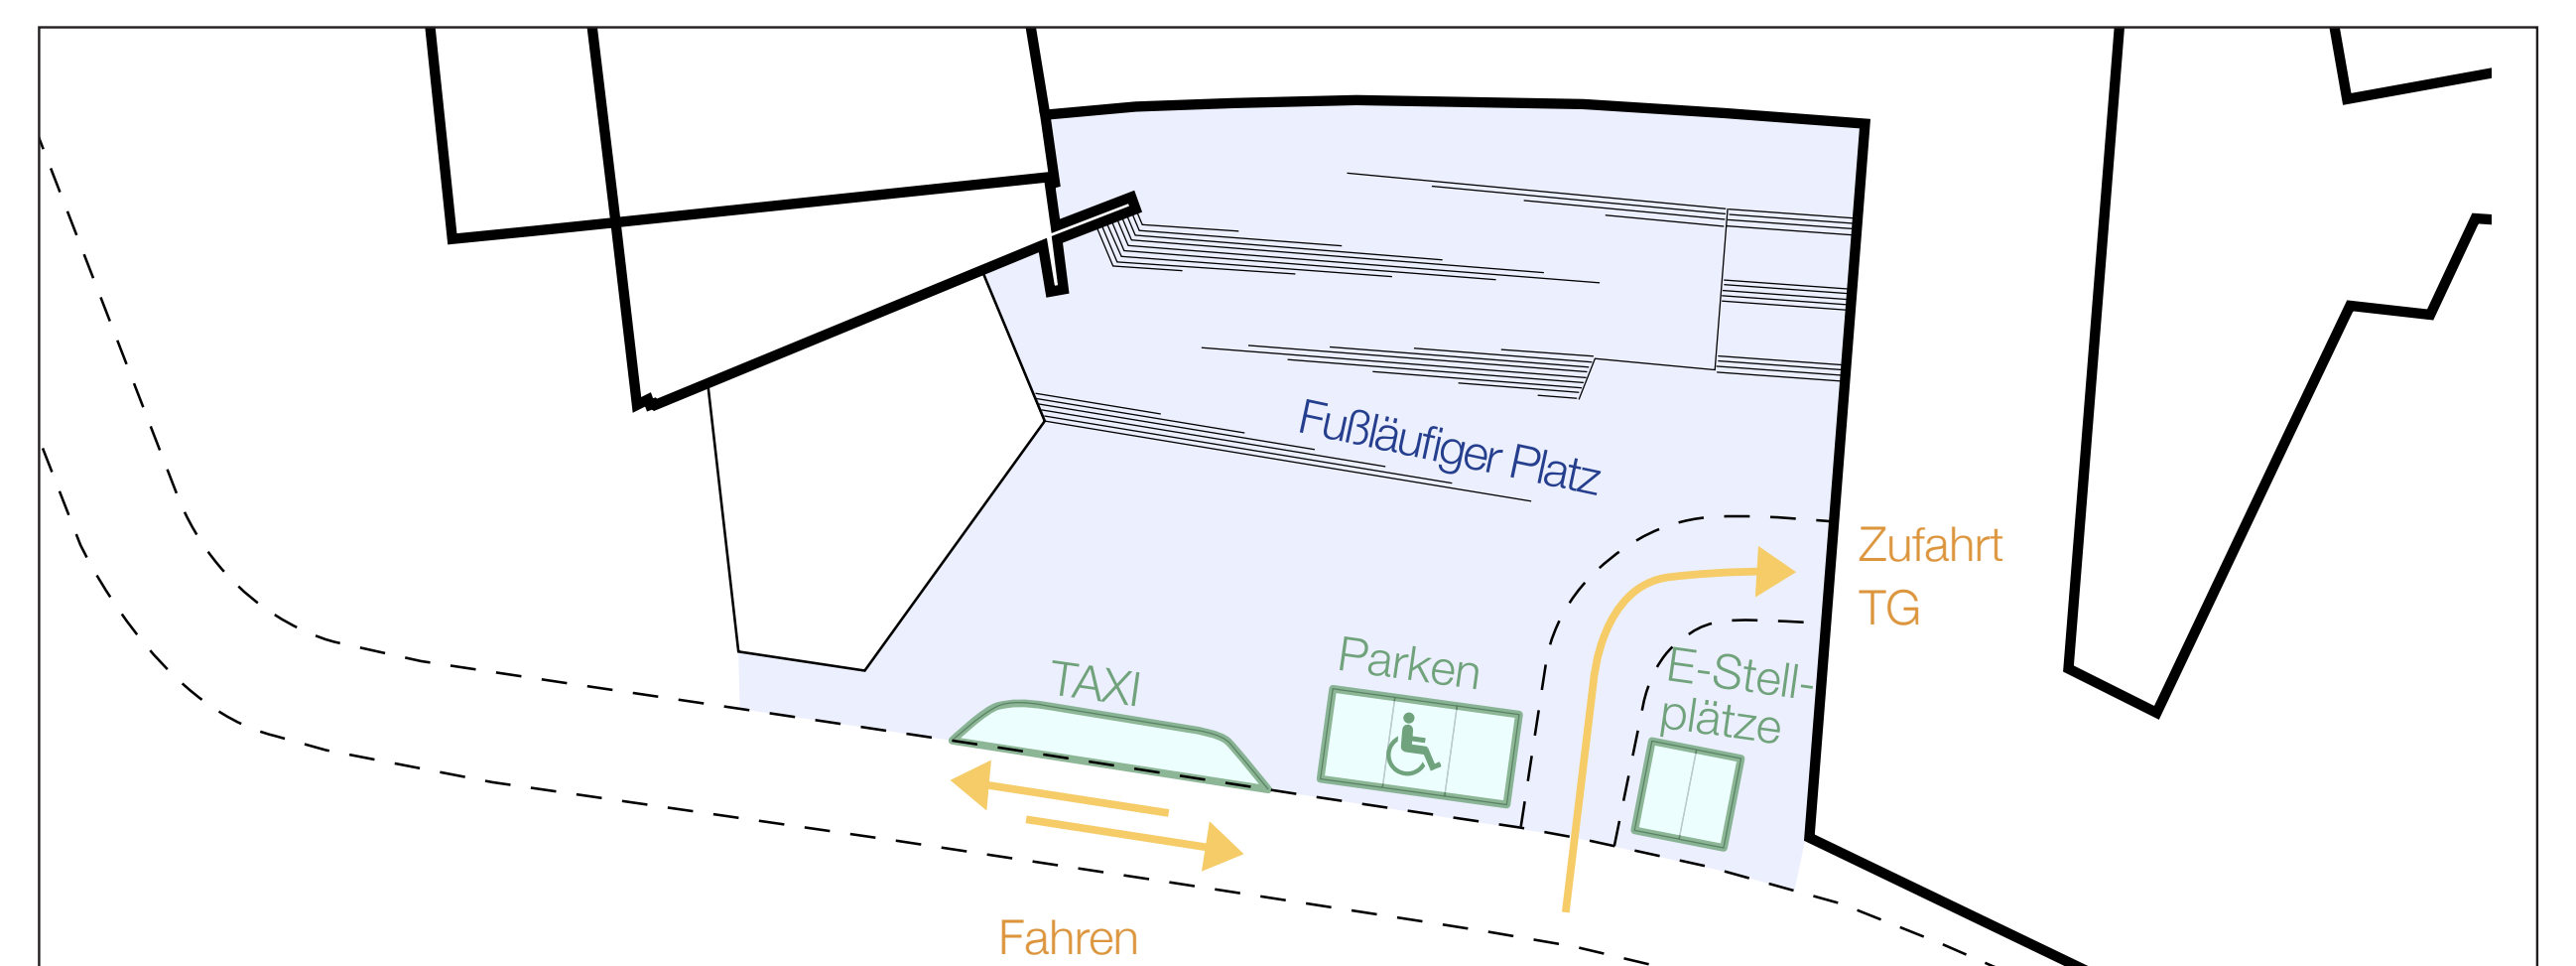 Fußläufiger Platz
Zufahrt
TG
Parken
E-Stell-
plätze
TAXI
Fahren